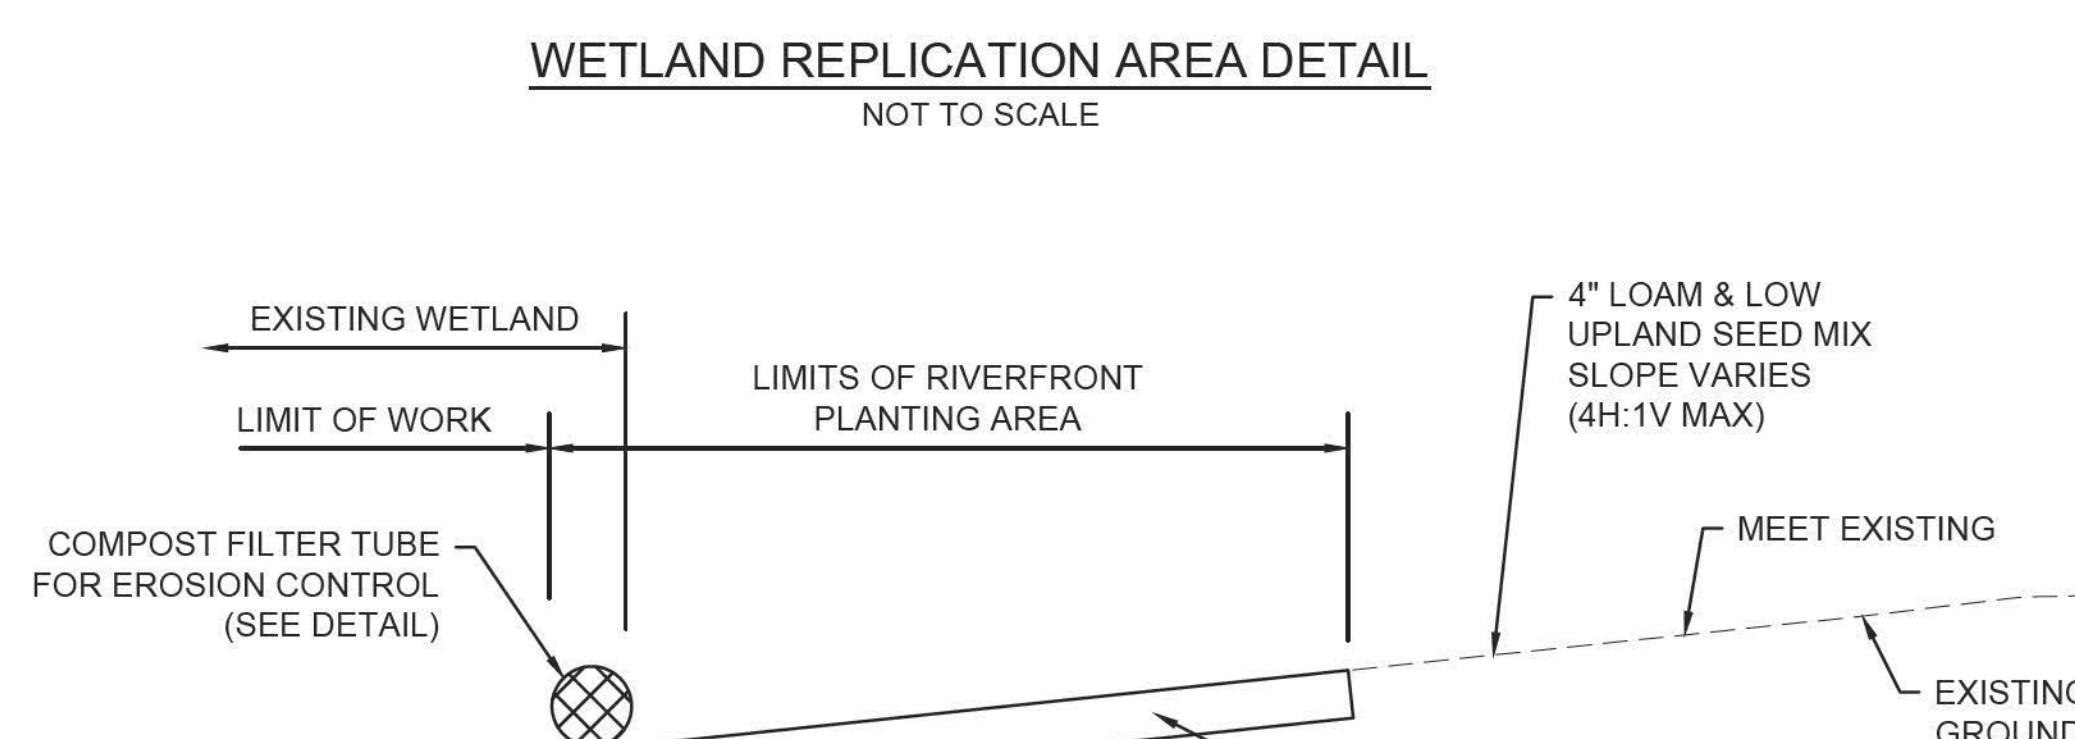 WETLAND REPLICATION AREA DETAIL
NOT TO SCALE
EXISTING WETLAND
LIMIT OF WORK
LIMITS OF RIVERFRONT
PLANTING AREA
4" LOAM & LOW
UPLAND SEED MIX
SLOPE VARIES
(4H:1V MAX)
MEET EXISTING
COMPOST FILTER TUBE
FOR EROSION CONTROL
(SEE DETAIL)
EXISTING
GROUND